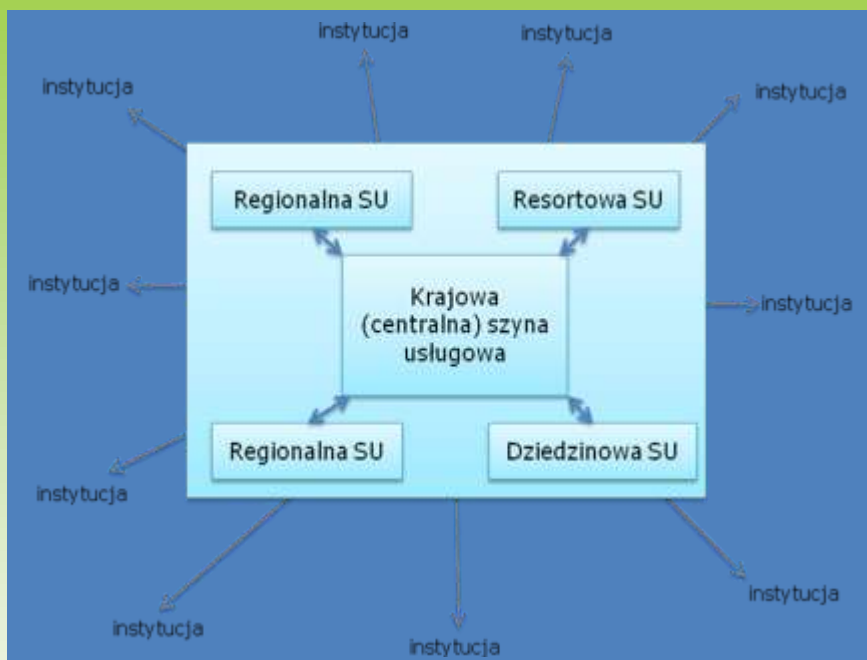 instytucja
instytucja
instytucja
instytucja
Regionalna SU
Resortowa SU
instytucja
Krajowa
(centralna) szyna
usługowa
instytucja
Regionalna SU
Dziedzinowa SU
instytucja
instytucja
instytucja
instytucja